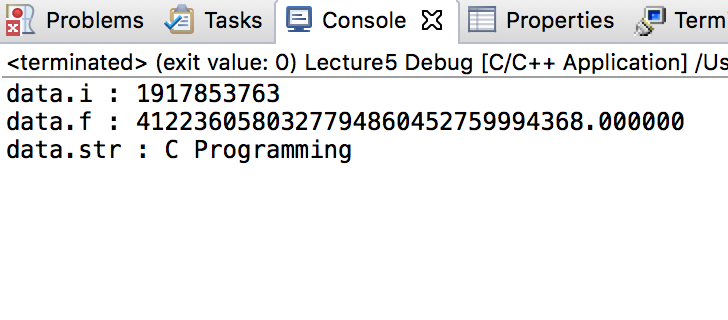 Problems Tasks Console Properties Termi
<terminated> (exit value: 0) Lecture5 Debug [C/C++ Application] /Us
data.i : 1917853763
data.f : 4122360580327794860452759994368.000000
data.str : C Programming